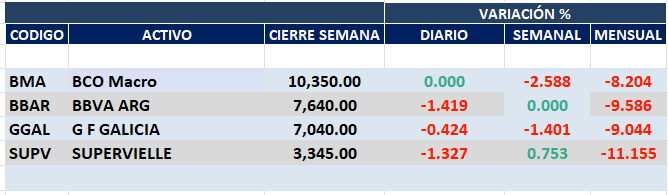 VARIACIÓN %
CODIGO ACTIVO CIERRE SEMANA DIARIO SEMANAL MENSUAL
BMA BCO Macro 10,350.00 0.000 -2.588 -8.204
BBAR BBVA ARG 7,640.00 -1.419 0.000 -9.586
GGAL G F GALICIA 7,040.00 -0.424 -1.401 -9.044
SUPV SUPERVIELLE 3,345.00 -1.327 0.753 -11.155